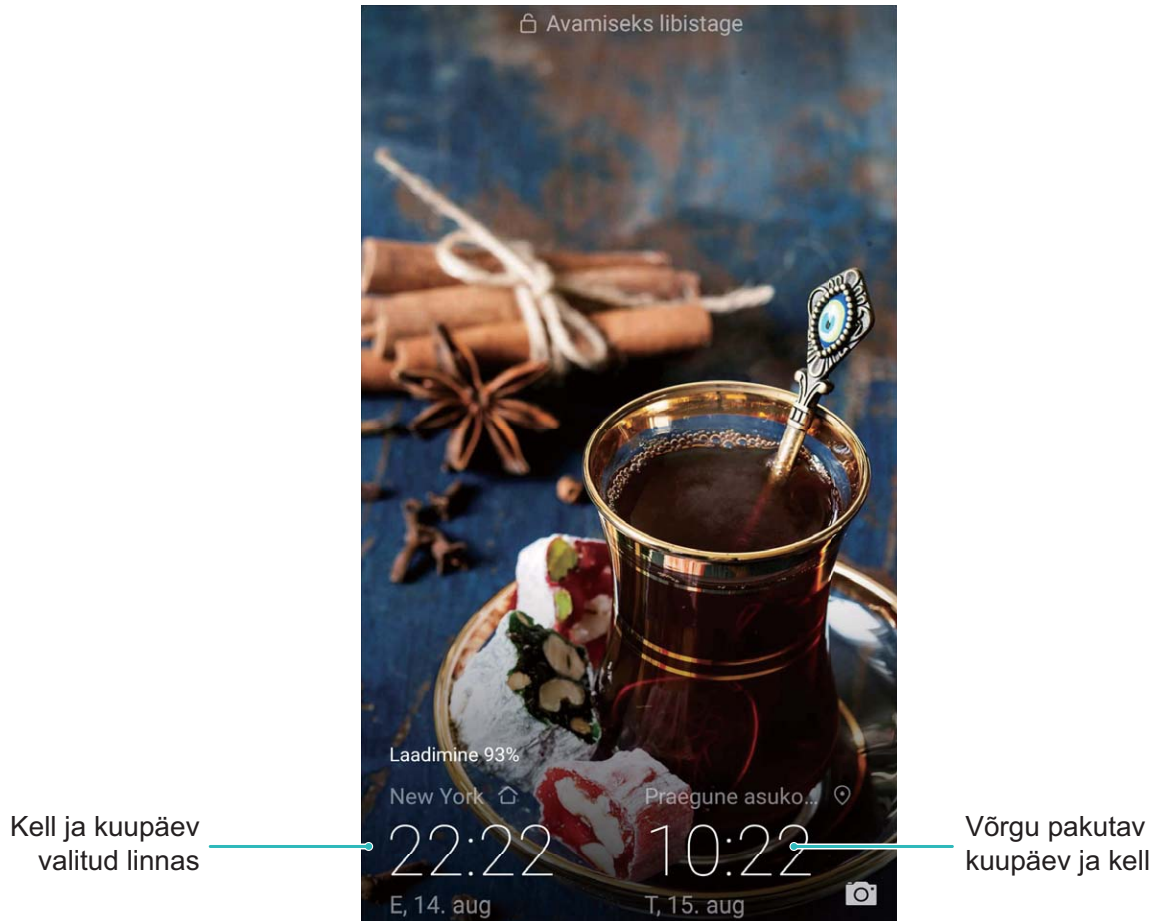 Avamiseks libistage
Laadimine 93%
New York
Praegune asuko...
22:22
10:22
E, 14. aug
T, 15. aug
Kell ja kuupäev
valitud linnas
Võrgu pakutav
kuupäev ja kell